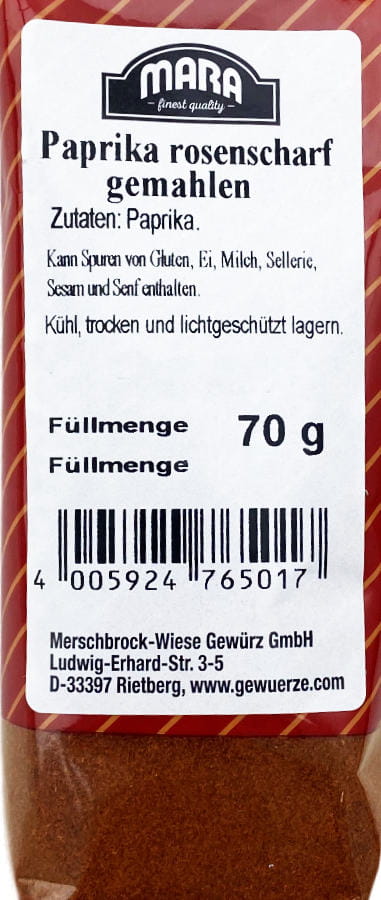 MARA
- finest quality -
Paprika rosenscharf
gemahlen
Zutaten: Paprika.
Kann Spuren von Gluten, Ei, Milch, Sellerie,
Sesam und Senf enthalten.
Kühl, trocken und lichtgeschützt lagern.
Füllmenge 70 g
Füllmenge
4 005924 765017
Merschbrock-Wiese Gewürz GmbH
Ludwig-Erhard-Str. 3-5
D-33397 Rietberg, www.gewuerze.com